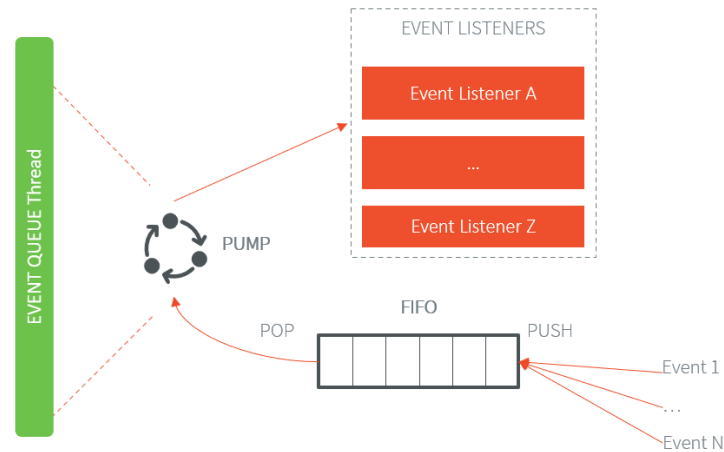 EVENT LISTENERS
Event Listener A
...
Event Listener Z
EVENT QUEUE Thread
PUMP
FIFO
POP
PUSH
Event 1
...
Event N